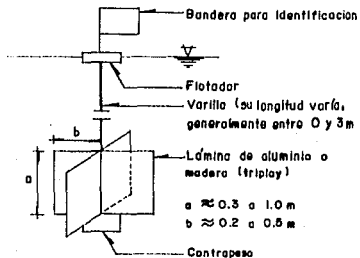 Bandera para identificacion
Flotador
Varilla (su longitud varía,
generalmente entre 0 y 3m
b
a
Lámina de aluminio o
madera (triplay)
a ≈ 0.3 a 1.0 m
b ≈ 0.2 a 0.5 m
Contrapeso